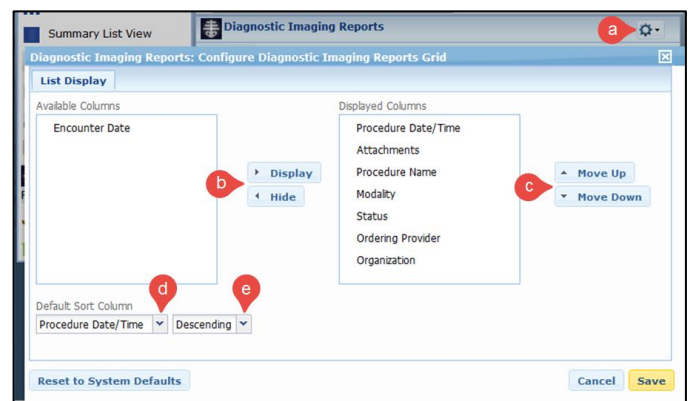 Summary List View
Diagnostic Imaging Reports
a
Diagnostic Imaging Reports: Configure Diagnostic Imaging Reports Grid
List Display
Available Columns
Displayed Columns
Encounter Date
Procedure Date/Time
Attachments
Procedure Name
Modality
Status
Ordering Provider
Organization
b
Display
Hide
c
Move Up
Move Down
d
e
Default Sort Column
Procedure Date/Time
Descending
Reset to System Defaults
Cancel
Save